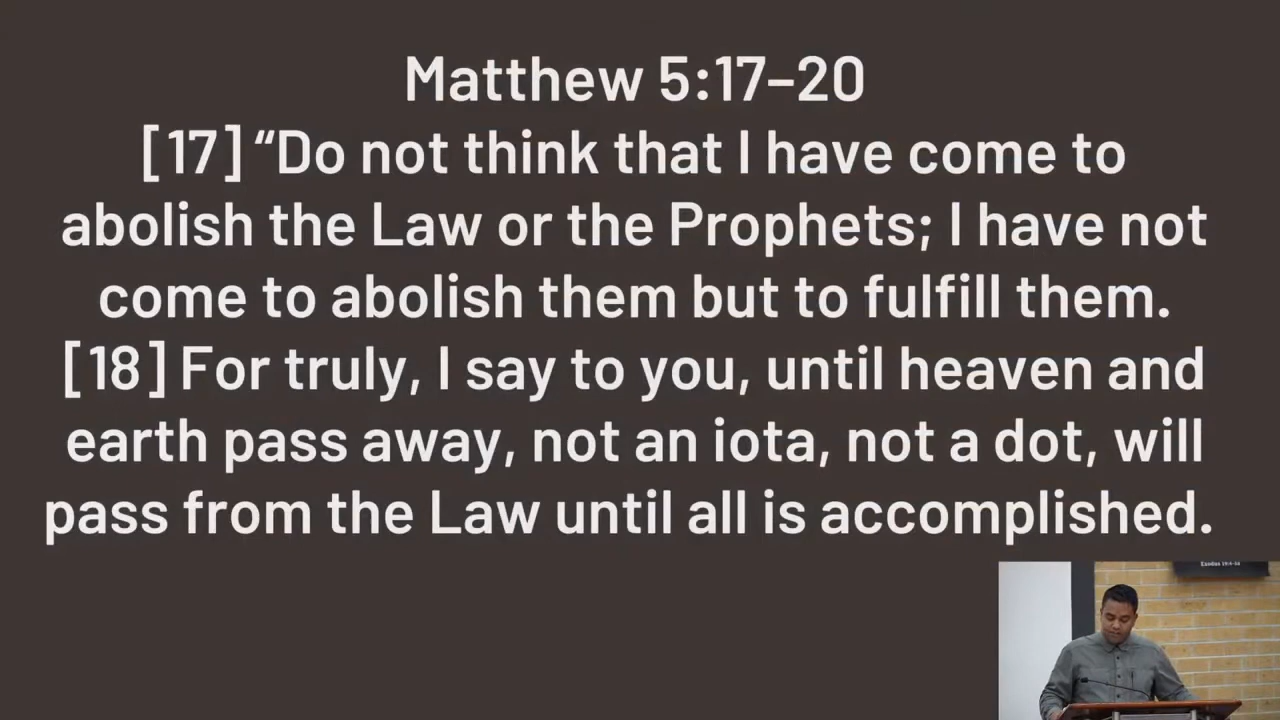 Matthew 5:17–20
[17] “Do not think that I have come to
abolish the Law or the Prophets; I have not
come to abolish them but to fulfill them.
[18] For truly, I say to you, until heaven and
earth pass away, not an iota, not a dot, will
pass from the Law until all is accomplished.